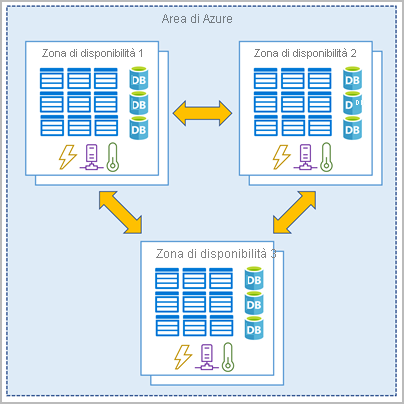 Area di Azure
Zona di disponibilità 1
Zona di disponibilità 2
DB
DB
DB
DB
D
D
DB
Zona di disponibilità 3
DB
DB
DB